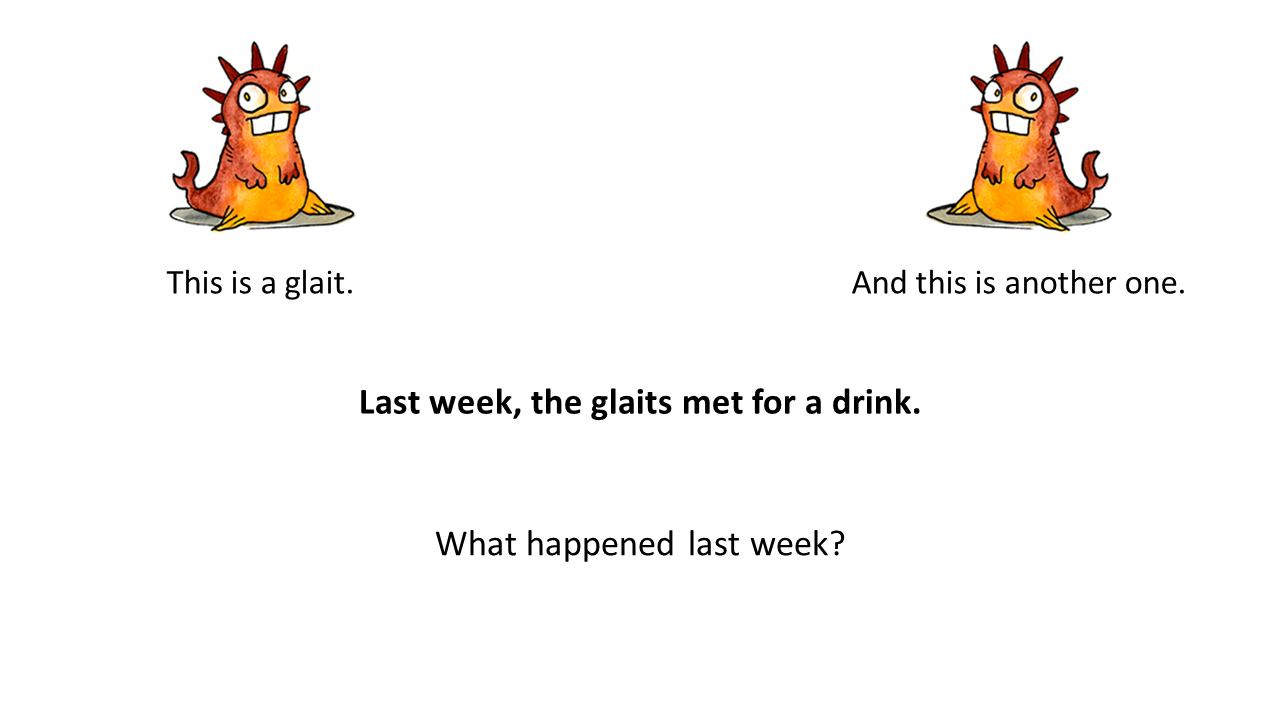 This is a glait.
And this is another one.
Last week, the glaits met for a drink.
What happened last week?